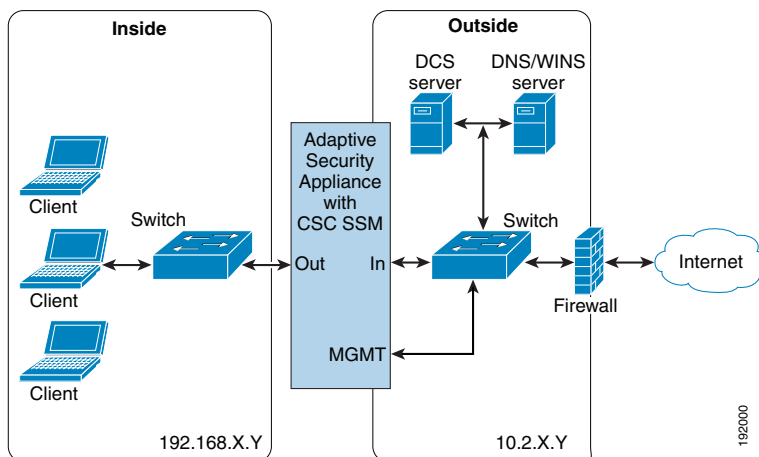 Inside
Outside
DCS
server
DNS/WINS
server
Adaptive
Security
Appliance
with
CSC SSM
Client
Switch
Switch
Out
In
Internet
Client
Firewall
MGMT
Client
192.168.X.Y
10.2.X.Y
192000